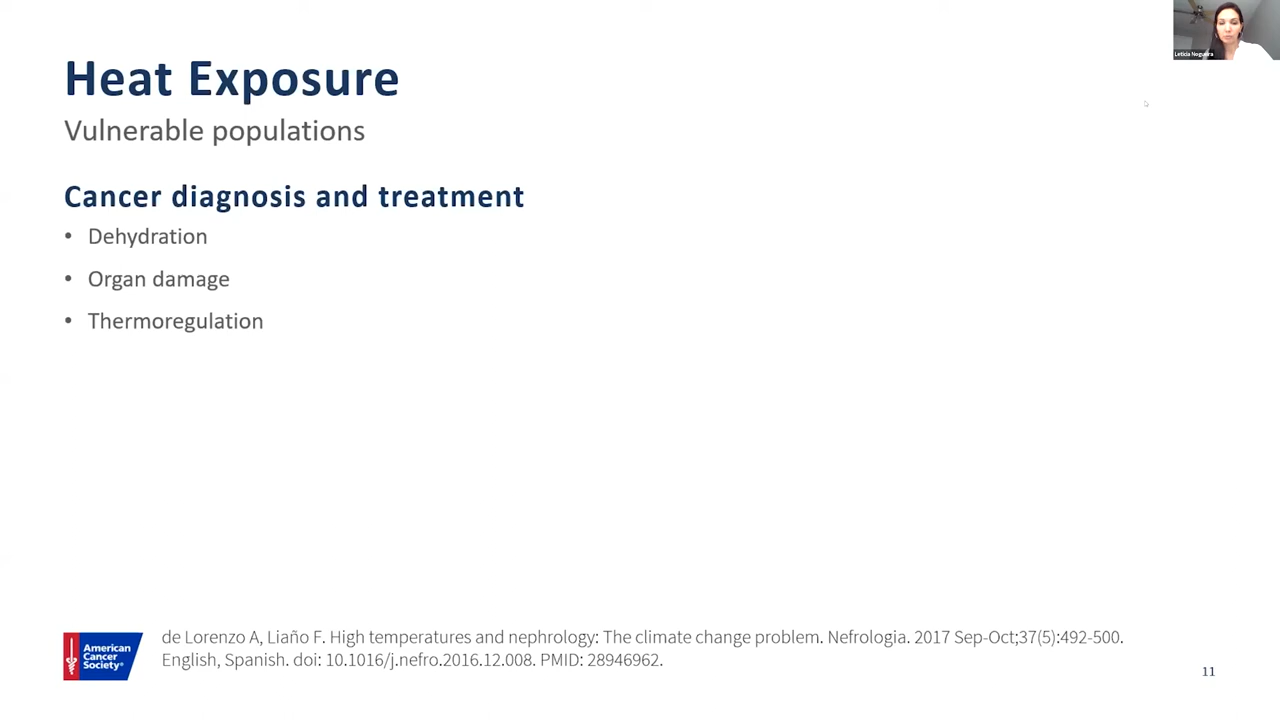 Heat Exposure
Vulnerable populations
Cancer diagnosis and treatment
• Dehydration
• Organ damage
• Thermoregulation
de Lorenzo A, Liaño F. High temperatures and nephrology: The climate change problem. Nefrologia. 2017 Sep-Oct;37(5):492-500.
English, Spanish. doi: 10.1016/j.nefro.2016.12.008. PMID: 28946962.
American
Cancer
Society®
11
Leticia Nogueira